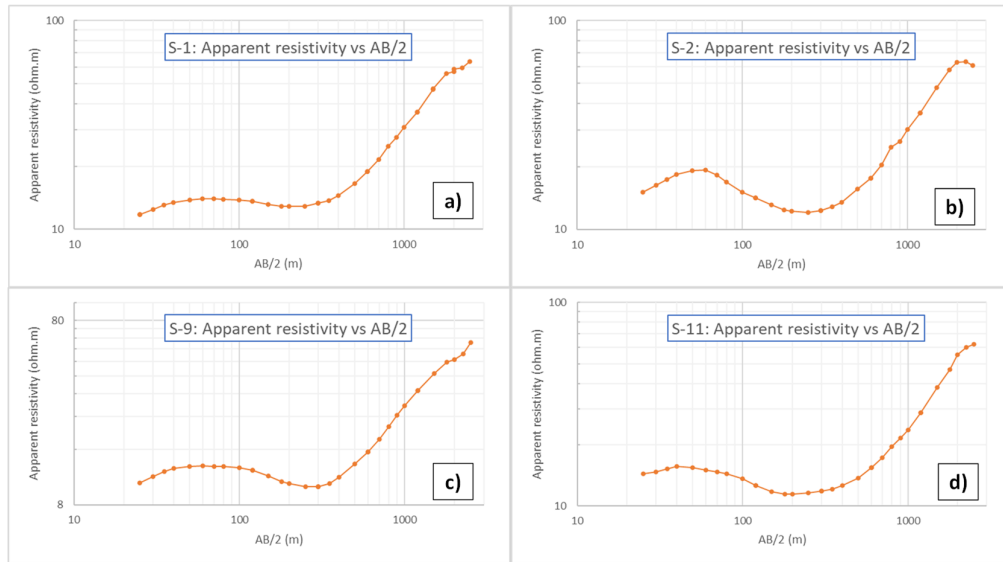 100
S-1: Apparent resistivity vs AB/2
Apparent resistivity (ohm.m)
a)
10
10
100
1000
AB/2 (m)
100
S-2: Apparent resistivity vs AB/2
Apparent resistivity (ohm.m)
b)
10
10
100
1000
AB/2 (m)
80
S-9: Apparent resistivity vs AB/2
Apparent resistivity (ohm.m)
c)
8
10
100
1000
AB/2 (m)
100
S-11: Apparent resistivity vs AB/2
Apparent resistivity (ohm.m)
d)
10
10
100
1000
AB/2 (m)